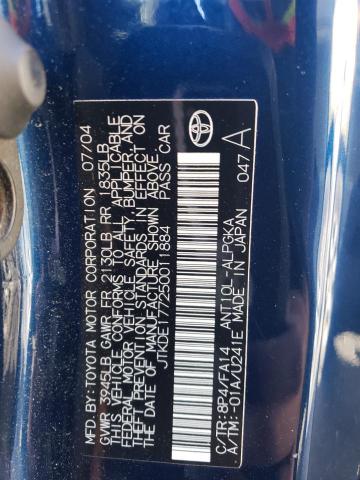 MFD. BY: TOYOTA MOTOR CORPORATION 07/04
GVWR 3945LB GAWR FR 2130LB RR 1835LB
THIS VEHICLE CONFORMS TO ALL APPLICABLE
FEDERAL MOTOR VEHICLE SAFETY, BUMPER, AND
THEFT PREVENTION STANDARDS IN EFFECT ON
THE DATE OF MANUFACTURE SHOWN ABOVE.
JTKDE177250011884 PASS CAR
TOYOTA
C/TR: 8P4/FA14 ANT10L-ALPGKA 047
A/TM: -01A/U241E MADE IN JAPAN A